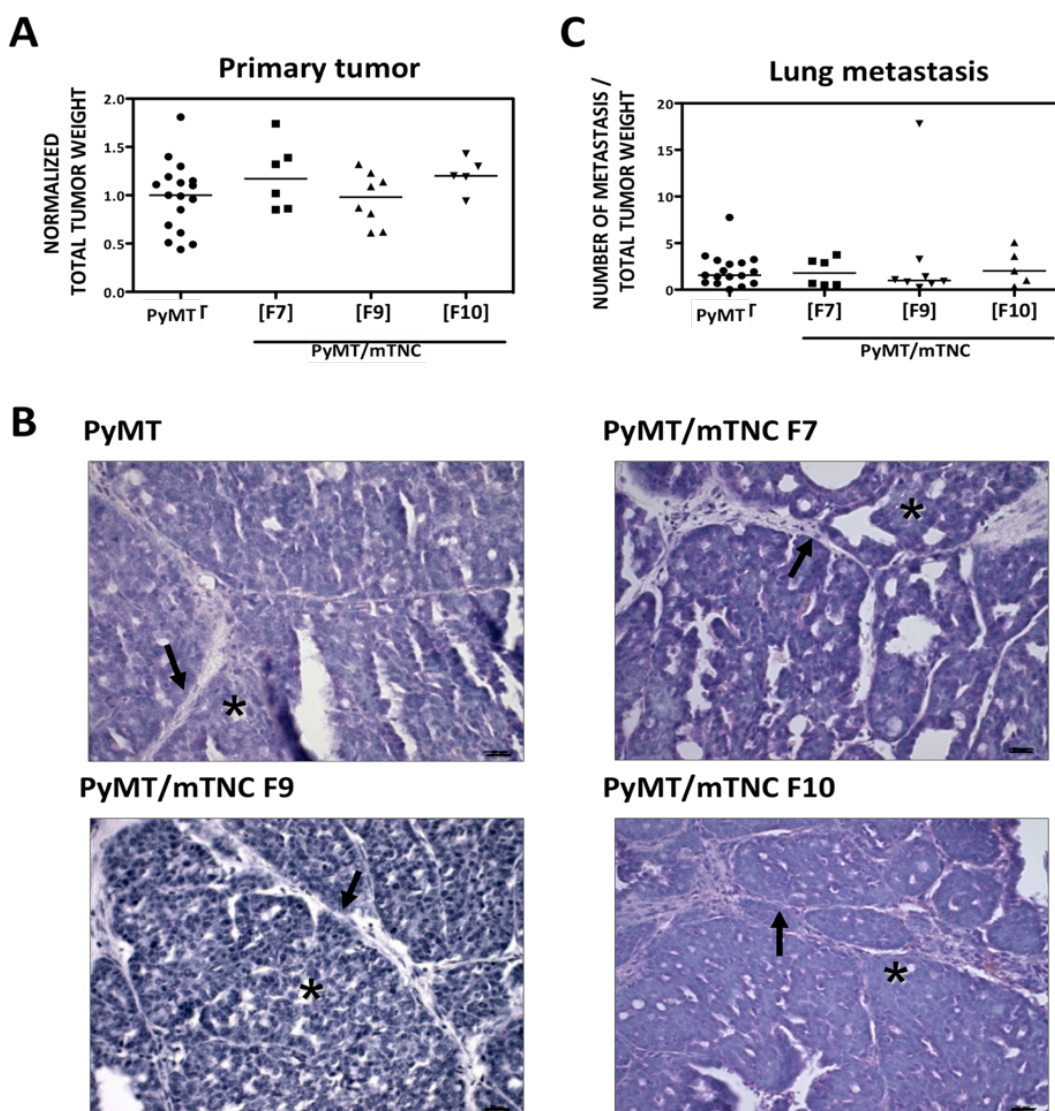 A
Primary tumor
NORMALIZED
TOTAL TUMOR WEIGHT
2.0
1.5
1.0
0.5
0.0
PyMT
[F7]
[F9]
[F10]
PyMT/mTNC
C
Lung metastasis
NUMBER OF METASTASIS /
TOTAL TUMOR WEIGHT
20
15
10
5
0
PyMT
[F7]
[F9]
[F10]
PyMT/mTNC
B
PyMT
*
PyMT/mTNC F7
*
PyMT/mTNC F9
*
PyMT/mTNC F10
*